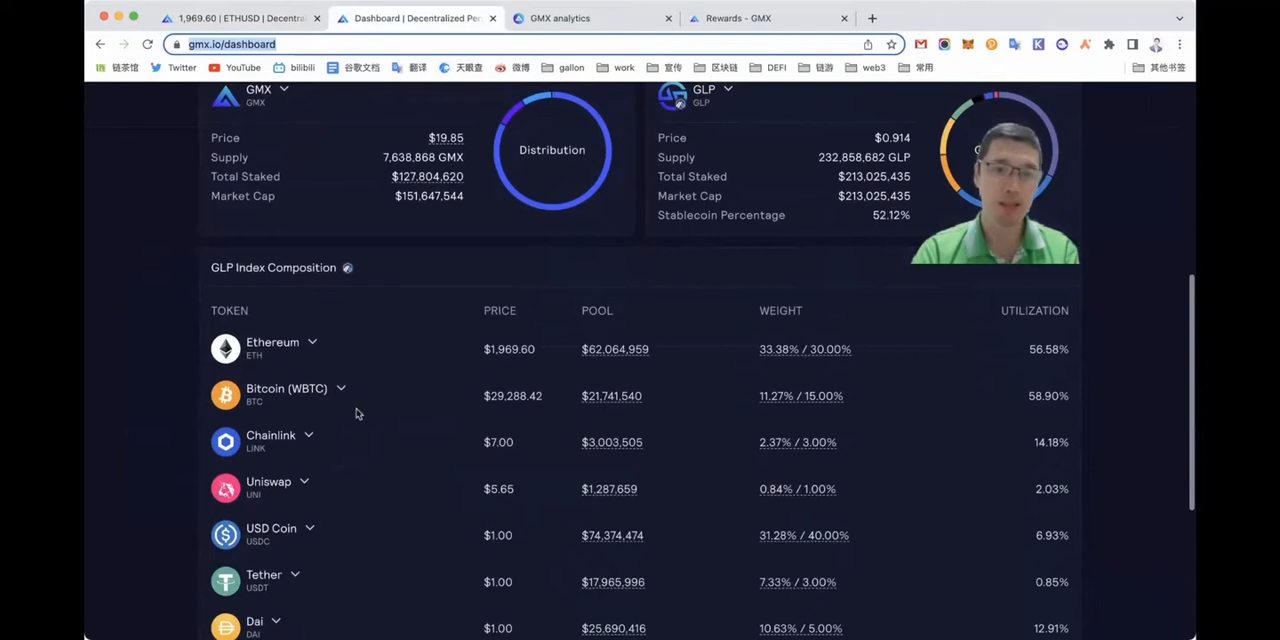 1,969.60 | ETHUSD | Decentra
Dashboard | Decentralized Per
GMX analytics
Rewards - GMX
gmx.io/dashboard
链茶馆 Twitter YouTube bilibili 谷歌文档 翻译 天眼查 微博 gallon work 宣传 区块链 DEFI 链游 web3 常用 其他书签
GMX
GMX
Price $19.85
Supply 7,638,868 GMX
Total Staked $127,804,620
Market Cap $151,647,544
Distribution
GLP
GLP
Price $0.914
Supply 232,858,682 GLP
Total Staked $213,025,435
Market Cap $213,025,435
Stablecoin Percentage 52.12%
GLP Index Composition
TOKEN PRICE POOL WEIGHT UTILIZATION
Ethereum
ETH
$1,969.60 $62,064,959 33.38% / 30.00% 56.58%
Bitcoin (WBTC)
BTC
$29,288.42 $21,741,540 11.27% / 15.00% 58.90%
Chainlink
LINK
$7.00 $3,003,505 2.37% / 3.00% 14.18%
Uniswap
UNI
$5.65 $1,287,659 0.84% / 1.00% 2.03%
USD Coin
USDC
$1.00 $74,374,474 31.28% / 40.00% 6.93%
Tether
USDT
$1.00 $17,965,996 7.33% / 3.00% 0.85%
Dai
DAI
$1.00 $25,690,416 10.63% / 5.00% 12.91%